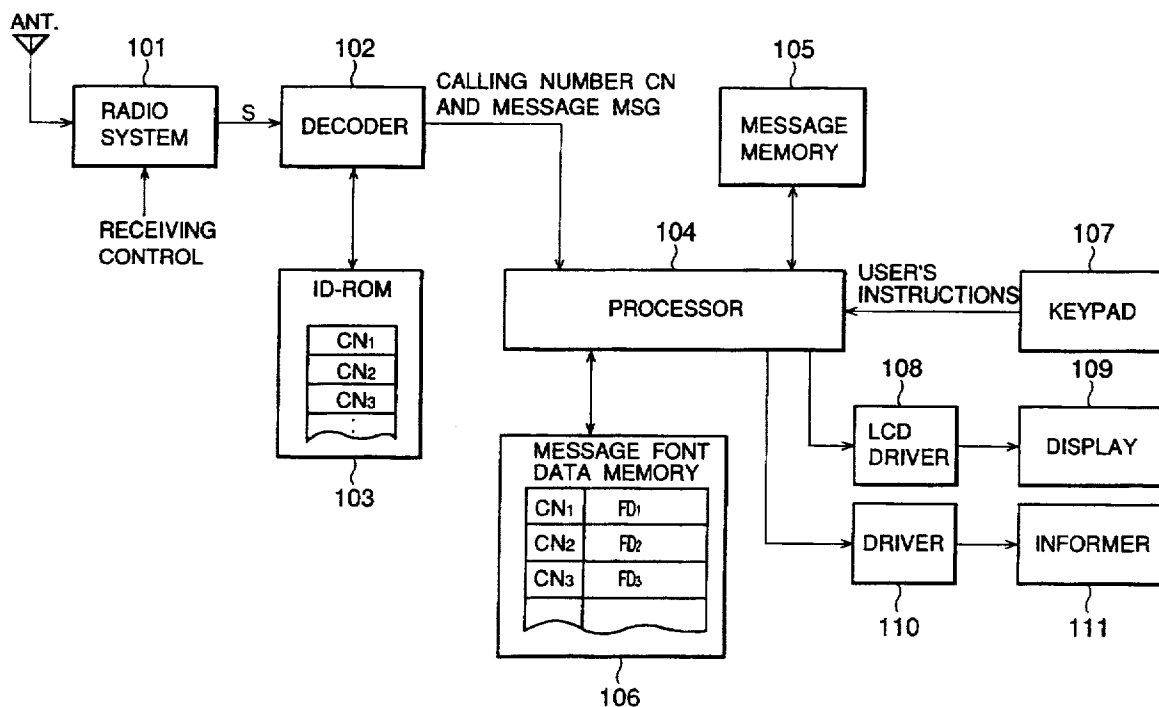 ANT.
101
RADIO
SYSTEM
S
RECEIVING
CONTROL
102
DECODER
CALLING NUMBER CN
AND MESSAGE MSG
105
MESSAGE
MEMORY
ID-ROM
CN1
CN2
CN3
103
104
PROCESSOR
USER'S
INSTRUCTIONS
107
KEYPAD
MESSAGE FONT
DATA MEMORY
CN1 FD1
CN2 FD2
CN3 FD3
106
108
LCD
DRIVER
109
DISPLAY
DRIVER
110
INFORMER
111